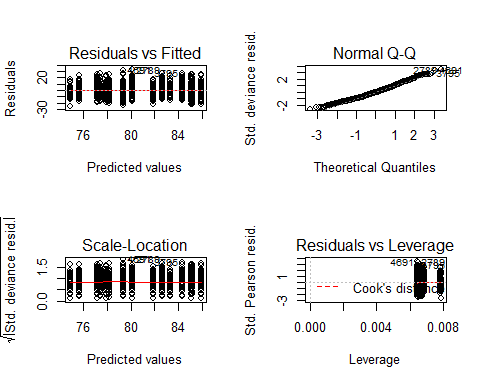 Residuals vs Fitted
Residuals
-30
20
76
80
84
Predicted values
Normal Q-Q
Std. deviance resid.
-2
2
-3
-1
1
2
3
Theoretical Quantiles
Scale-Location
√|Std. deviance resid.|
0.0
1.5
76
80
84
Predicted values
Residuals vs Leverage
Std. Pearson resid.
-3
1
Cook's distance
0.000
0.004
0.008
Leverage